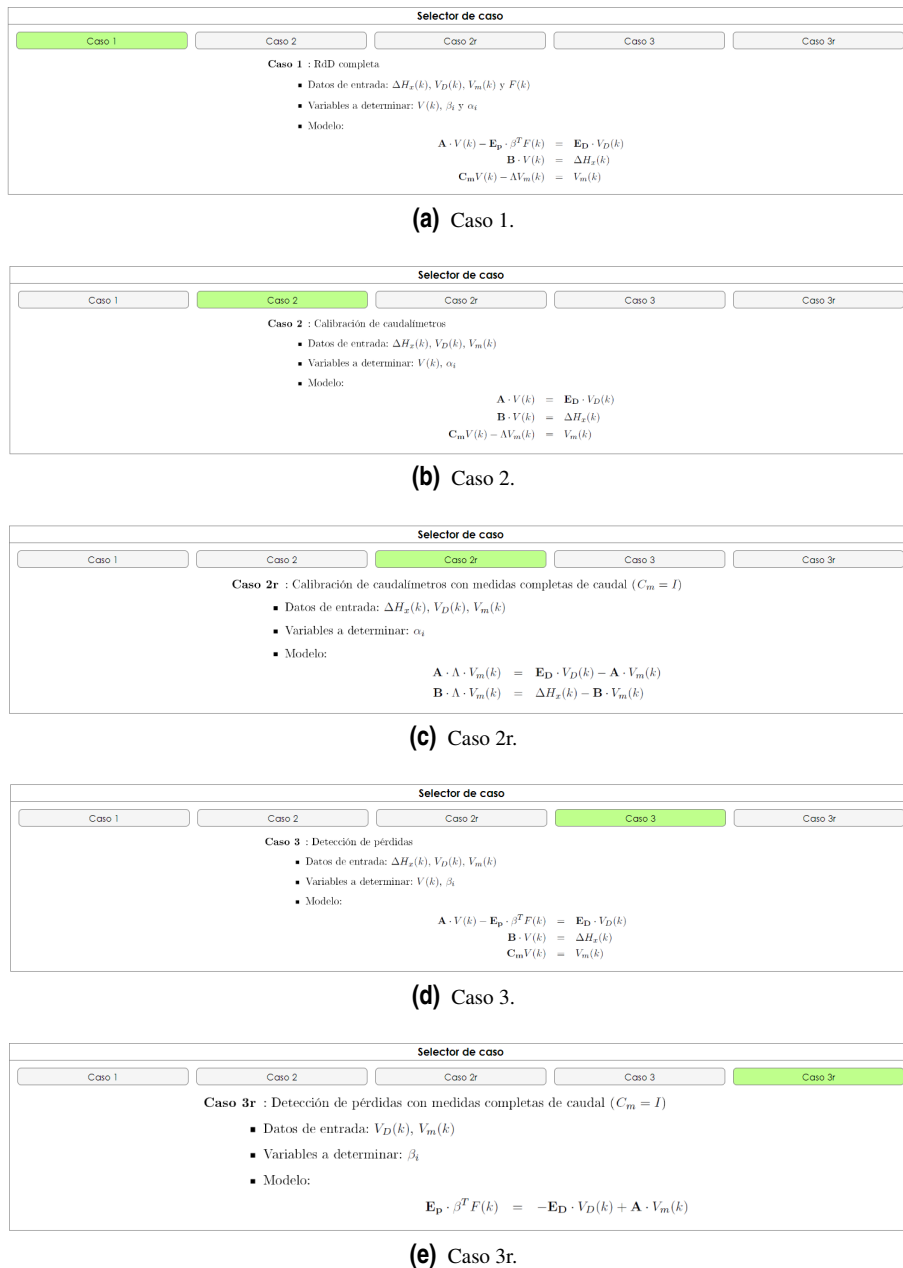 Selector de caso
Caso 1 Caso 2 Caso 2r Caso 3 Caso 3r
Caso 1 : RdD completa
▪ Datos de entrada: ΔHₓ(k), V_D(k), V_m(k) y F(k)
▪ Variables a determinar: V(k), β_i y α_i
▪ Modelo:
A · V(k) − E_p · β^T F(k) = E_D · V_D(k)
B · V(k) = ΔHₓ(k)
C_m V(k) − ΛV_m(k) = V_m(k)
(a) Caso 1.
Selector de caso
Caso 1 Caso 2 Caso 2r Caso 3 Caso 3r
Caso 2 : Calibración de caudalímetros
▪ Datos de entrada: ΔHₓ(k), V_D(k), V_m(k)
▪ Variables a determinar: V(k), α_i
▪ Modelo:
A · V(k) = E_D · V_D(k)
B · V(k) = ΔHₓ(k)
C_m V(k) − ΛV_m(k) = V_m(k)
(b) Caso 2.
Selector de caso
Caso 1 Caso 2 Caso 2r Caso 3 Caso 3r
Caso 2r : Calibración de caudalímetros con medidas completas de caudal (C_m = I)
▪ Datos de entrada: ΔHₓ(k), V_D(k), V_m(k)
▪ Variables a determinar: α_i
▪ Modelo:
A · Λ · V_m(k) = E_D · V_D(k) − A · V_m(k)
B · Λ · V_m(k) = ΔHₓ(k) − B · V_m(k)
(c) Caso 2r.
Selector de caso
Caso 1 Caso 2 Caso 2r Caso 3 Caso 3r
Caso 3 : Detección de pérdidas
▪ Datos de entrada: ΔHₓ(k), V_D(k), V_m(k)
▪ Variables a determinar: V(k), β_i
▪ Modelo:
A · V(k) − E_p · β^T F(k) = E_D · V_D(k)
B · V(k) = ΔHₓ(k)
C_m V(k) = V_m(k)
(d) Caso 3.
Selector de caso
Caso 1 Caso 2 Caso 2r Caso 3 Caso 3r
Caso 3r : Detección de pérdidas con medidas completas de caudal (C_m = I)
▪ Datos de entrada: V_D(k), V_m(k)
▪ Variables a determinar: β_i
▪ Modelo:
E_p · β^T F(k) = −E_D · V_D(k) + A · V_m(k)
(e) Caso 3r.